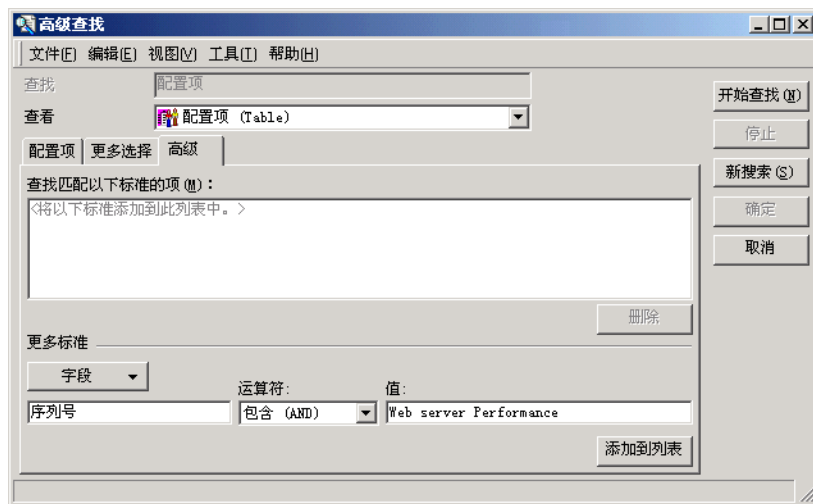 高级查找
文件(F) 编辑(E) 视图(V) 工具(T) 帮助(H)
查找 配置项
查看 配置项 (Table)
开始查找(N)
停止
新搜索(S)
确定
取消
配置项 更多选择 高级
查找匹配以下标准的项(M):
<将以下标准添加到此列表中。>
删除
更多标准
字段
运算符: 值:
序列号 包含 (AND) Web server Performance
添加到列表